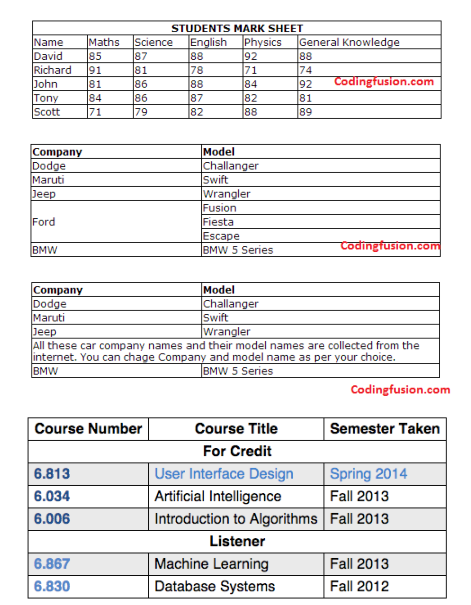 STUDENTS MARK SHEET
Name Maths Science English Physics General Knowledge
David 85 87 88 92 88
Richard 91 81 78 71 74
John 81 86 88 84 92
Codingfusion.com
Tony 84 86 87 82 81
Scott 71 79 82 88 89
Company Model
Dodge Challanger
Maruti Swift
Jeep Wrangler
Ford Fusion
Fiesta
Escape
Codingfusion.com
BMW BMW 5 Series
Company Model
Dodge Challanger
Maruti Swift
Jeep Wrangler
All these car company names and their model names are collected from the
internet. You can chage Company and model name as per your choice.
BMW BMW 5 Series
Codingfusion.com
Course Number Course Title Semester Taken
For Credit
6.813 User Interface Design Spring 2014
6.034 Artificial Intelligence Fall 2013
6.006 Introduction to Algorithms Fall 2013
Listener
6.867 Machine Learning Fall 2013
6.830 Database Systems Fall 2012